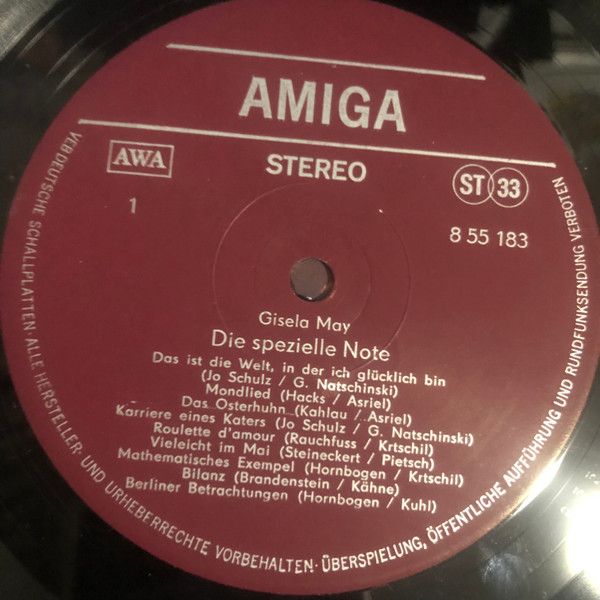 AMIGA
AWA
STEREO
ST 33
1
8 55 183
Gisela May
Die spezielle Note
Das ist die Welt, in der ich glücklich bin
(Jo Schulz / G. Natschinski)
Mondlied (Hacks / Asriel)
Das Osterhuhn (Kahlau / Asriel)
Karriere eines Katers (Jo Schulz / G. Natschinski)
Roulette d'amour (Rauchfuss / Krtschil)
Vieleicht im Mai (Steineckert / Pietsch)
Mathematisches Exempel (Hornbogen / Krtschil)
Bilanz (Brandenstein / Kähne)
Berliner Betrachtungen (Hornbogen / Kuhl)
VEB DEUTSCHE SCHALLPLATTEN · ALLE HERSTELLER- UND URHEBERRECHTE VORBEHALTEN · ÜBERSPIELUNG, ÖFFENTLICHE AUFFÜHRUNG UND RUNDFUNKSENDUNG VERBOTEN